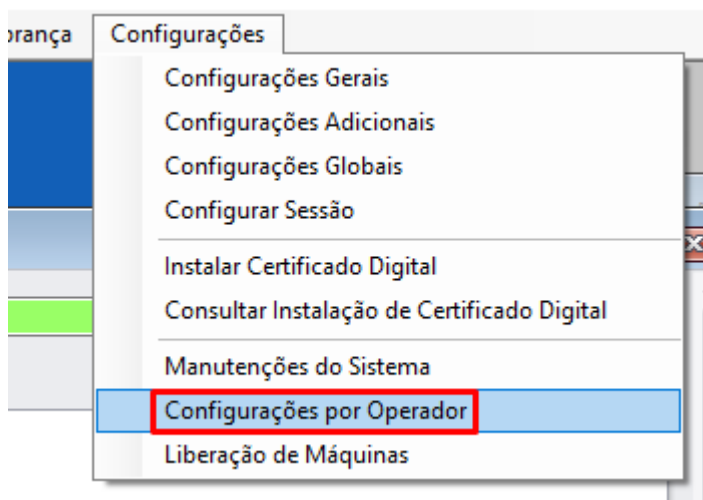 Configurações
Configurações Gerais
Configurações Adicionais
Configurações Globais
Configurar Sessão
Instalar Certificado Digital
Consultar Instalação de Certificado Digital
Manutenções do Sistema
Configurações por Operador
Liberação de Máquinas